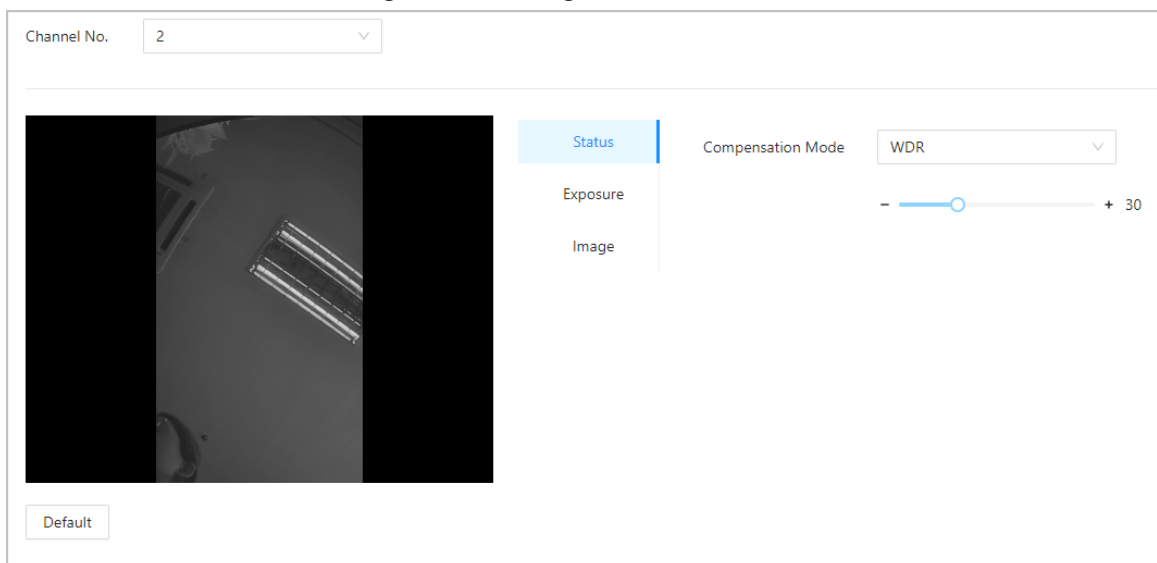 Channel No. 2
Status
Compensation Mode WDR
- + 30
Exposure
Image
Default